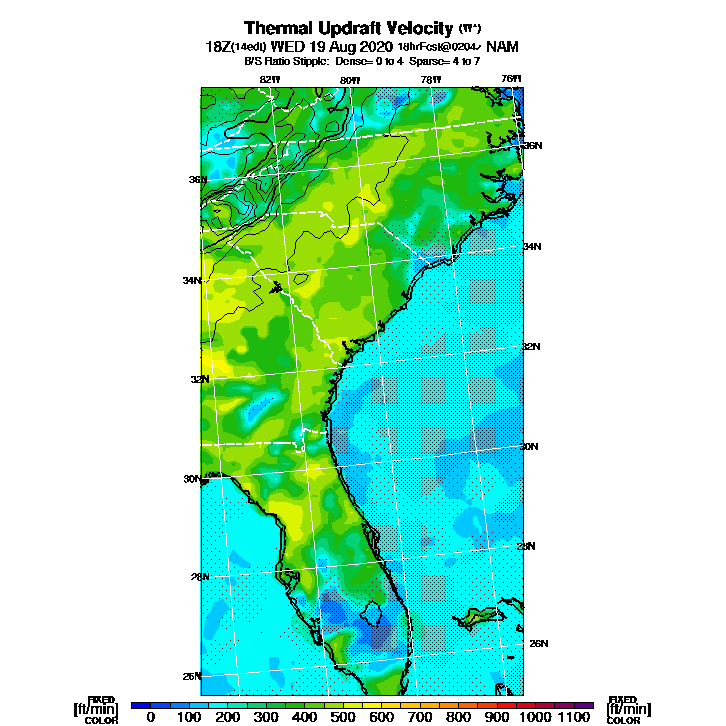 Thermal Updraft Velocity (W*)
18Z(14edt) WED 19 Aug 2020 18hrFcst@0204z NAM
B/S Ratio Stipple: Dense= 0 to 4 Sparse= 4 to 7
82W 80W 78W 76W
36N
36N
34N
34N
32N
32N
30N
30N
28N
28N
26N
26N
FIXED FIXED
[ft/min] [ft/min]
COLOR COLOR
0 100 200 300 400 500 600 700 800 900 1000 1100